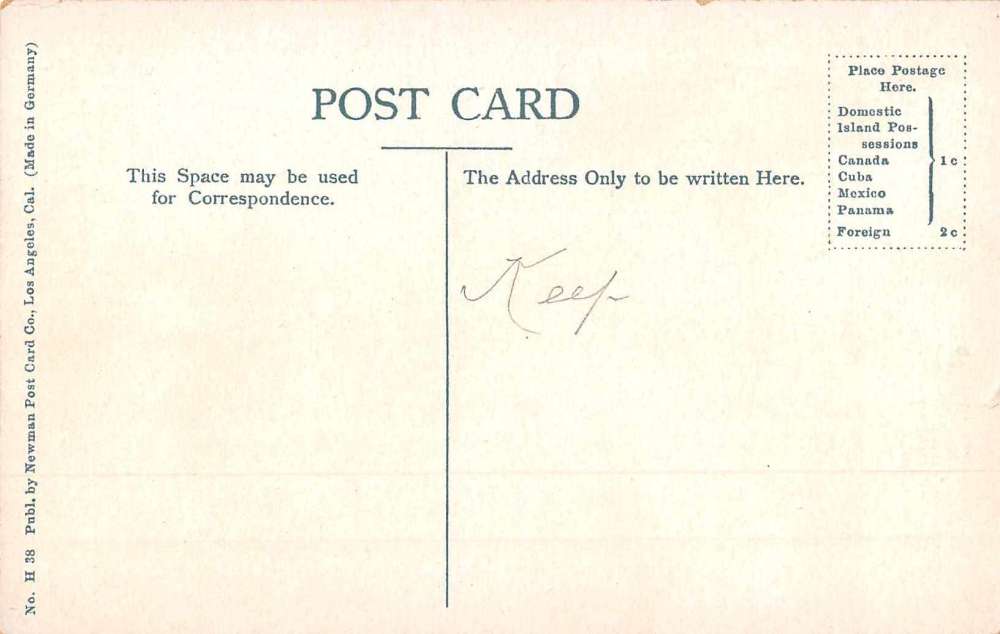 POST CARD
This Space may be used
for Correspondence.
The Address Only to be written Here.
Place Postage
Here.
Domestic
Island Pos-
sessions
Canada
Cuba
Mexico
Panama
1 c
Foreign 2 c
Keep
No. H 38 Publ. by Newman Post Card Co., Los Angeles, Cal. (Made in Germany)